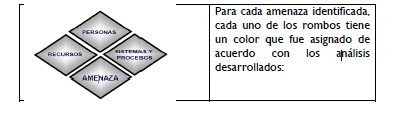 PERSONAS
RECURSOS
SISTEMAS Y
PROCESOS
AMENAZA
Para cada amenaza identificada,
cada uno de los rombos tiene
un color que fue asignado de
acuerdo con los análisis
desarrollados: